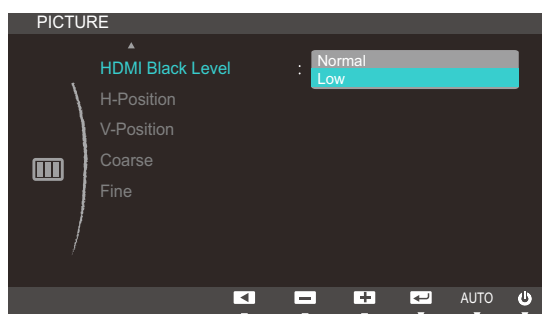 PICTURE
HDMI Black Level : Normal
Low
H-Position
V-Position
Coarse
Fine
AUTO